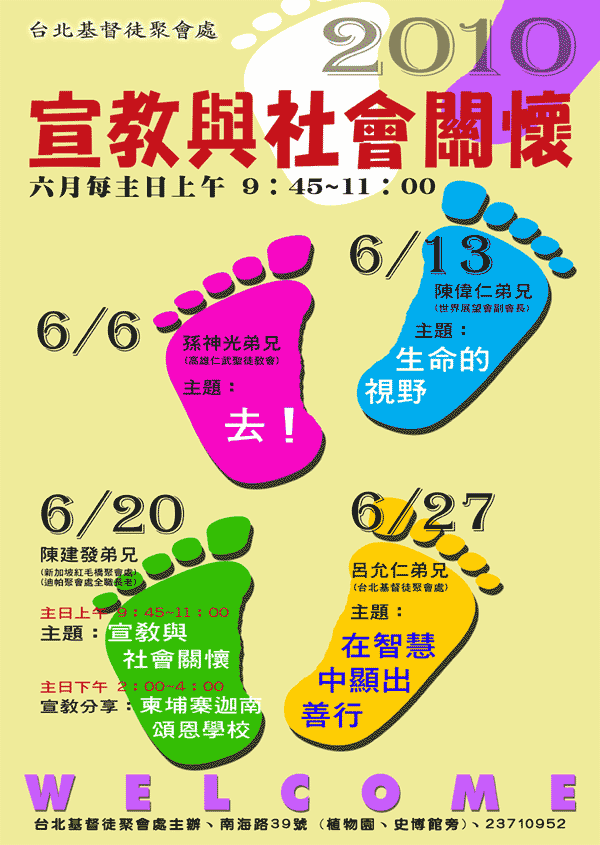 台北基督徒聚會處
2010
宣教與社會關懷
六月每主日上午 9：45~11：00
6/6
孫神光弟兄
(高雄仁武聖徒教會)
主題：
去！
6/13
陳偉仁弟兄
(世界展望會副會長)
主題：
生命的
視野
6/20
陳建發弟兄
(新加坡紅毛橋聚會處)
(迪帕聚會全職長老)
主日上午 9：45~11：00
主題：宣教與
社會關懷
主日下午 2：00~4：00
宣教分享：柬埔寨迦南
頌恩學校
6/27
呂允仁弟兄
(台北基督徒聚會處)
主題：
在智慧
中顯出
善行
WELCOME
台北基督徒聚會處主辦、南海路39號 (植物園、史博館旁)、23710952